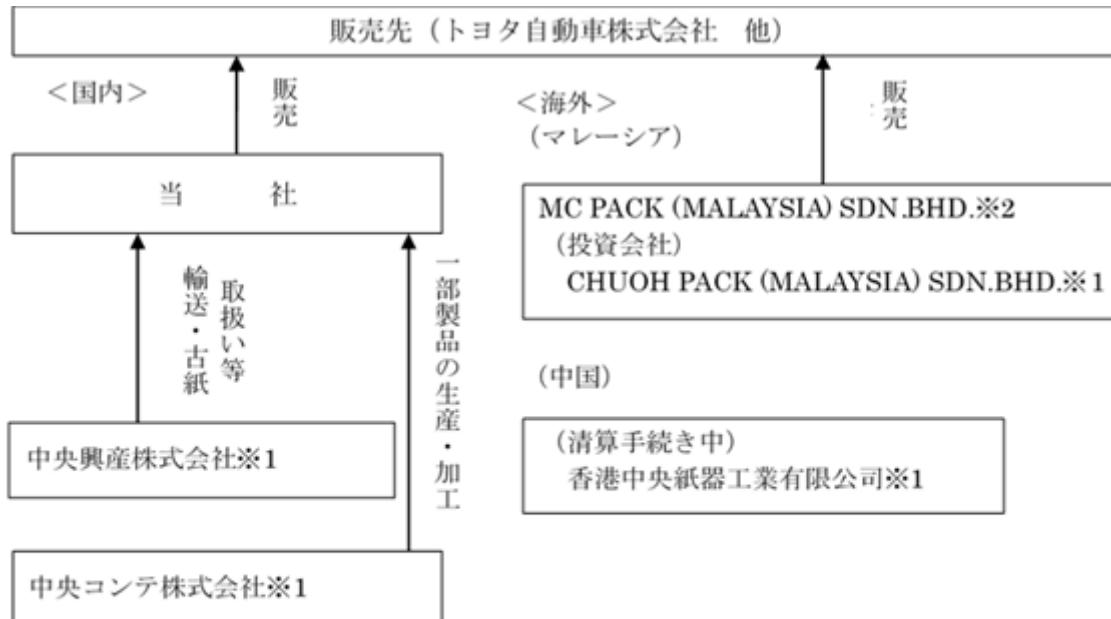 販売先（トヨタ自動車株式会社　他）
＜国内＞
販売
＜海外＞
（マレーシア）
販売
当　　社
MC PACK (MALAYSIA) SDN.BHD.※2
（投資会社）
CHUOH PACK (MALAYSIA) SDN.BHD.※1
輸送・古紙
取扱い等
一部製品の生産・加工
（中国）
中央興産株式会社※1
（清算手続き中）
香港中央紙器工業有限公司※1
中央コンテ株式会社※1